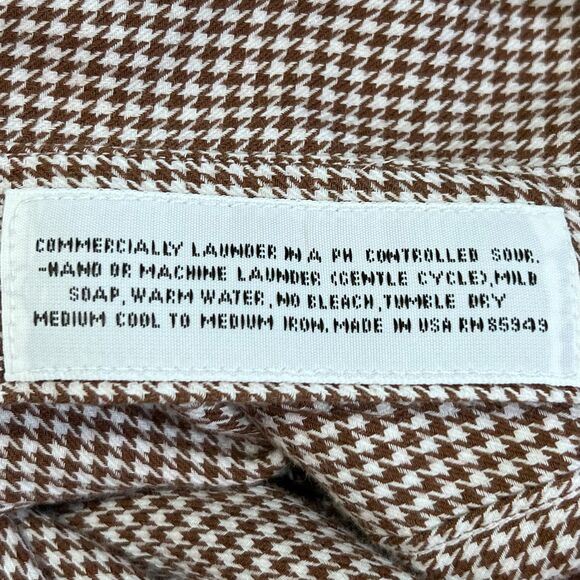 COMMERCIALLY LAUNDER IN A PH CONTROLLED SOUR.
-HAND OR MACHINE LAUNDER (GENTLE CYCLE), MILD
SOAP, WARM WATER, NO BLEACH, TUMBLE DRY
MEDIUM COOL TO MEDIUM IRON. MADE IN USA RN 85949